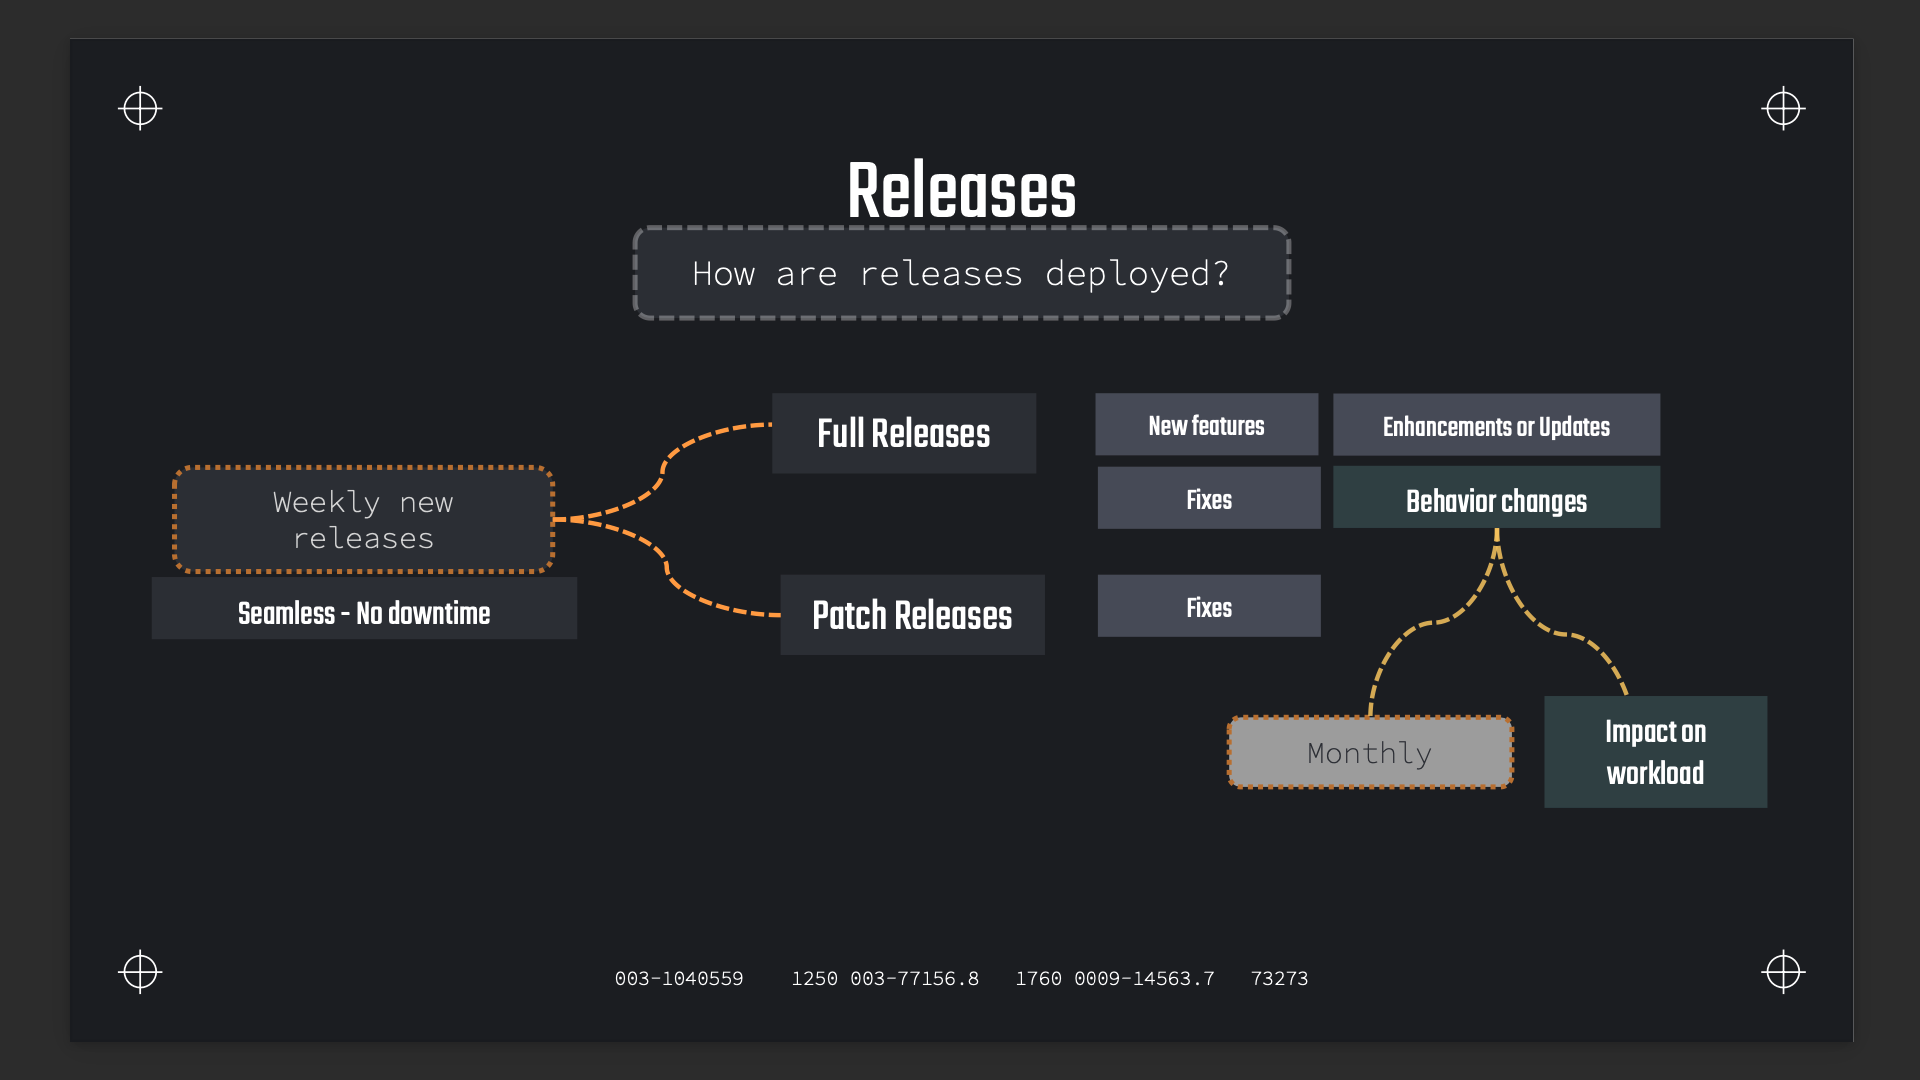 Releases
How are releases deployed?
Weekly new
releases
Seamless - No downtime
Full Releases
New features
Enhancements or Updates
Fixes
Behavior changes
Patch Releases
Fixes
Monthly
Impact on
workload
003-1040559 1250 003-77156.8 1760 0009-14563.7 73273